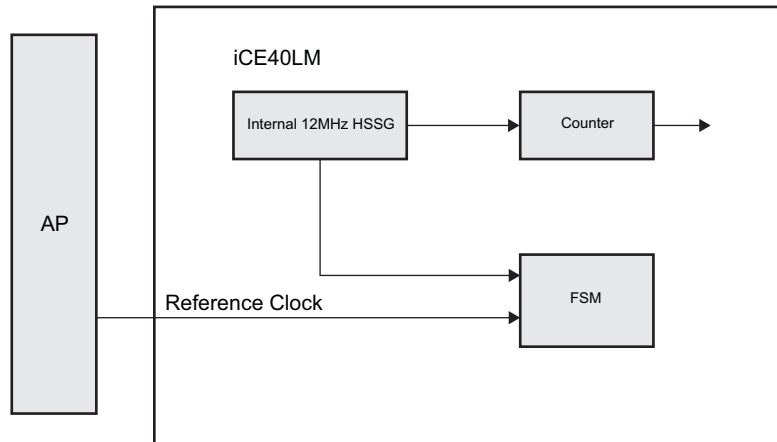 iCE40LM
Internal 12MHz HSSG
Counter
AP
FSM
Reference Clock